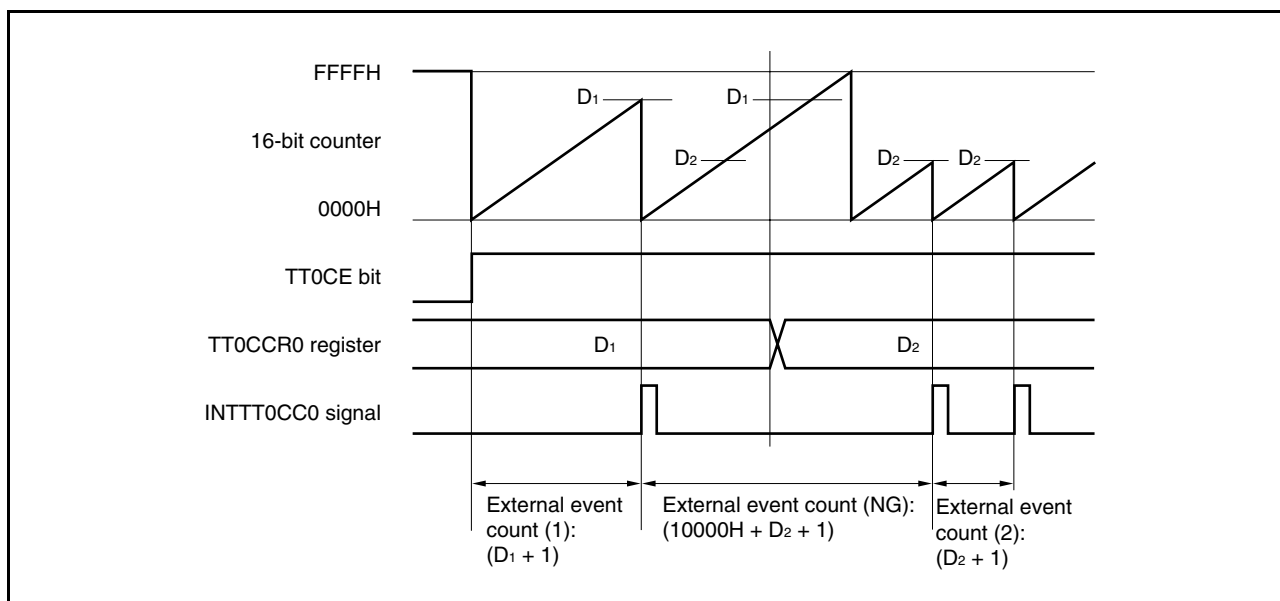 FFFFH
D1
D1
16-bit counter
D2
D2
D2
0000H
TT0CE bit
TT0CCR0 register
D1
D2
INTTT0CC0 signal
External event
count (1):
(D1 + 1)
External event count (NG):
(10000H + D2 + 1)
External event
count (2):
(D2 + 1)